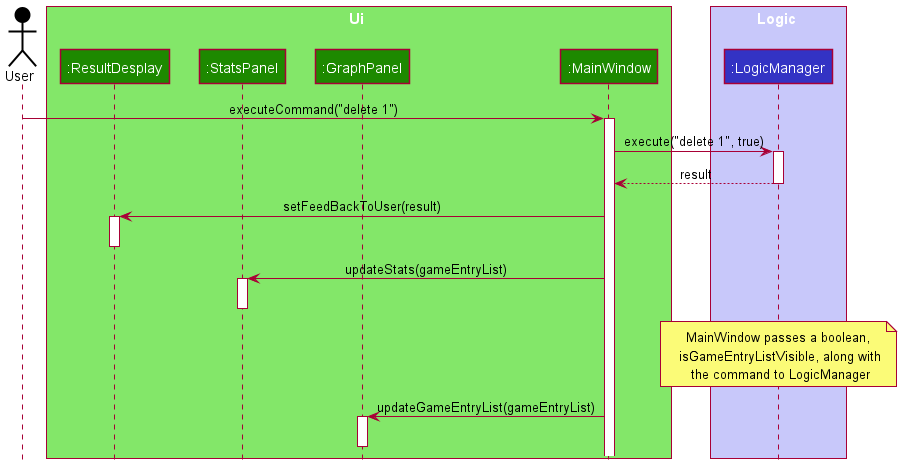 Ui
Logic
:ResultDesplay
:StatsPanel
:GraphPanel
:MainWindow
:LogicManager
User
executeCommand("delete 1")
execute("delete 1", true)
result
setFeedBackToUser(result)
updateStats(gameEntryList)
MainWindow passes a boolean,
isGameEntryListVisible, along with
the command to LogicManager
updateGameEntryList(gameEntryList)